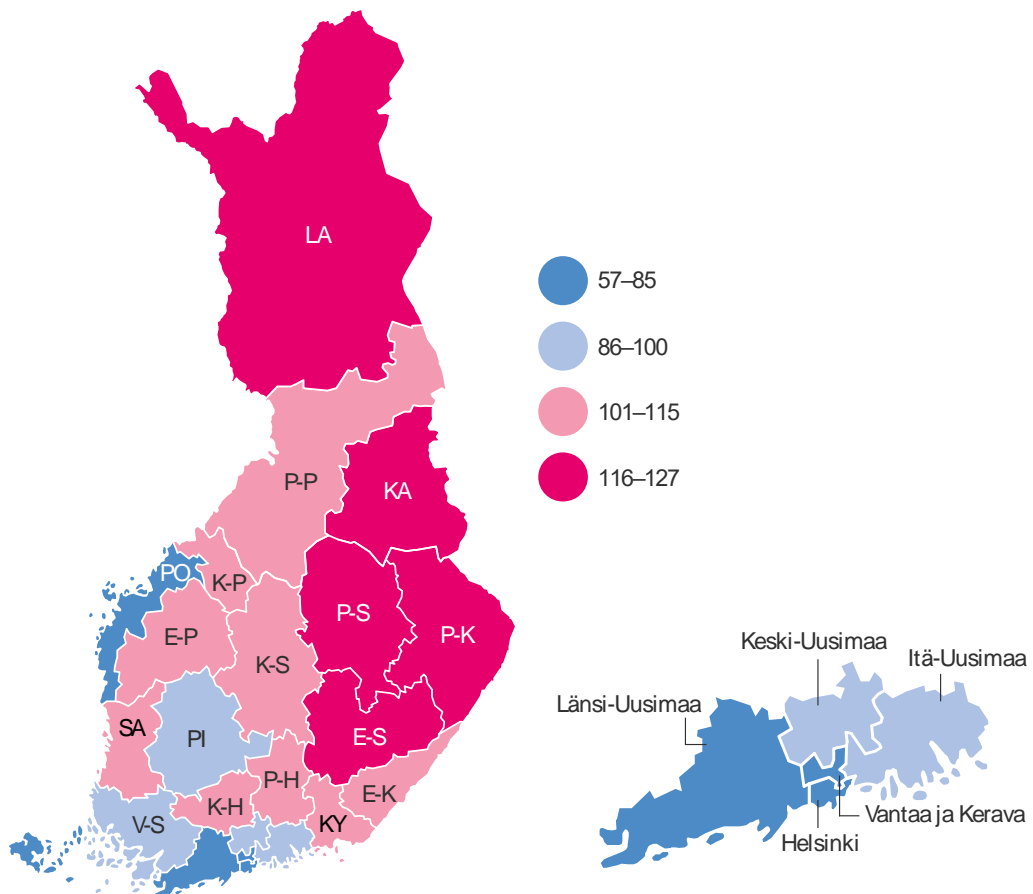 LA
57–85
86–100
101–115
116–127
P-P
KA
PO
K-P
P-S
E-P
P-K
K-S
SA
PI
E-S
P-H
E-K
K-H
V-S
KY
Keski-Uusimaa
Itä-Uusimaa
Länsi-Uusimaa
Vantaa ja Kerava
Helsinki